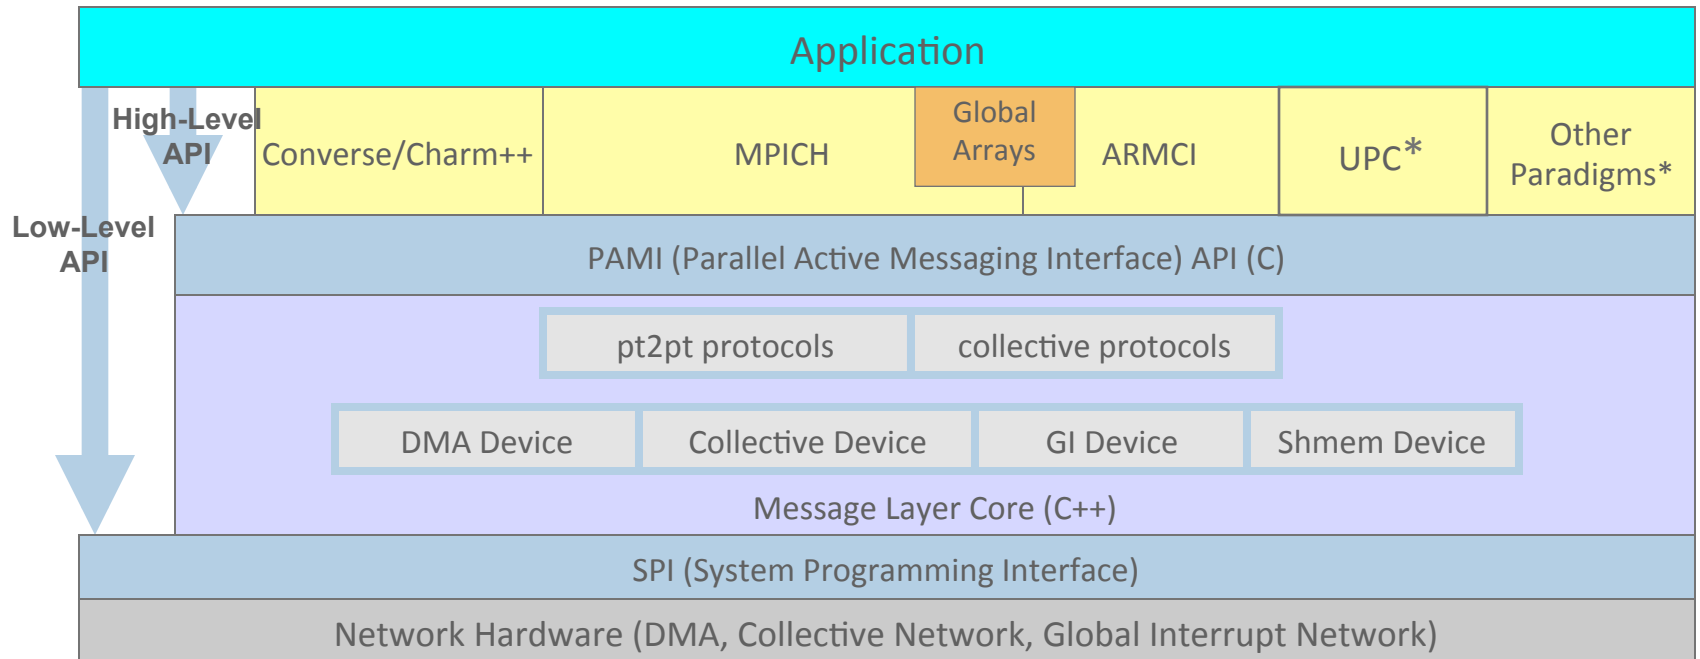 Application
High-Level
API
Converse/Charm++
MPICH
Global
Arrays
ARMCI
UPC*
Other
Paradigms*
Low-Level
API
PAMI (Parallel Active Messaging Interface) API (C)
pt2pt protocols
collective protocols
DMA Device
Collective Device
GI Device
Shmem Device
Message Layer Core (C++)
SPI (System Programming Interface)
Network Hardware (DMA, Collective Network, Global Interrupt Network)